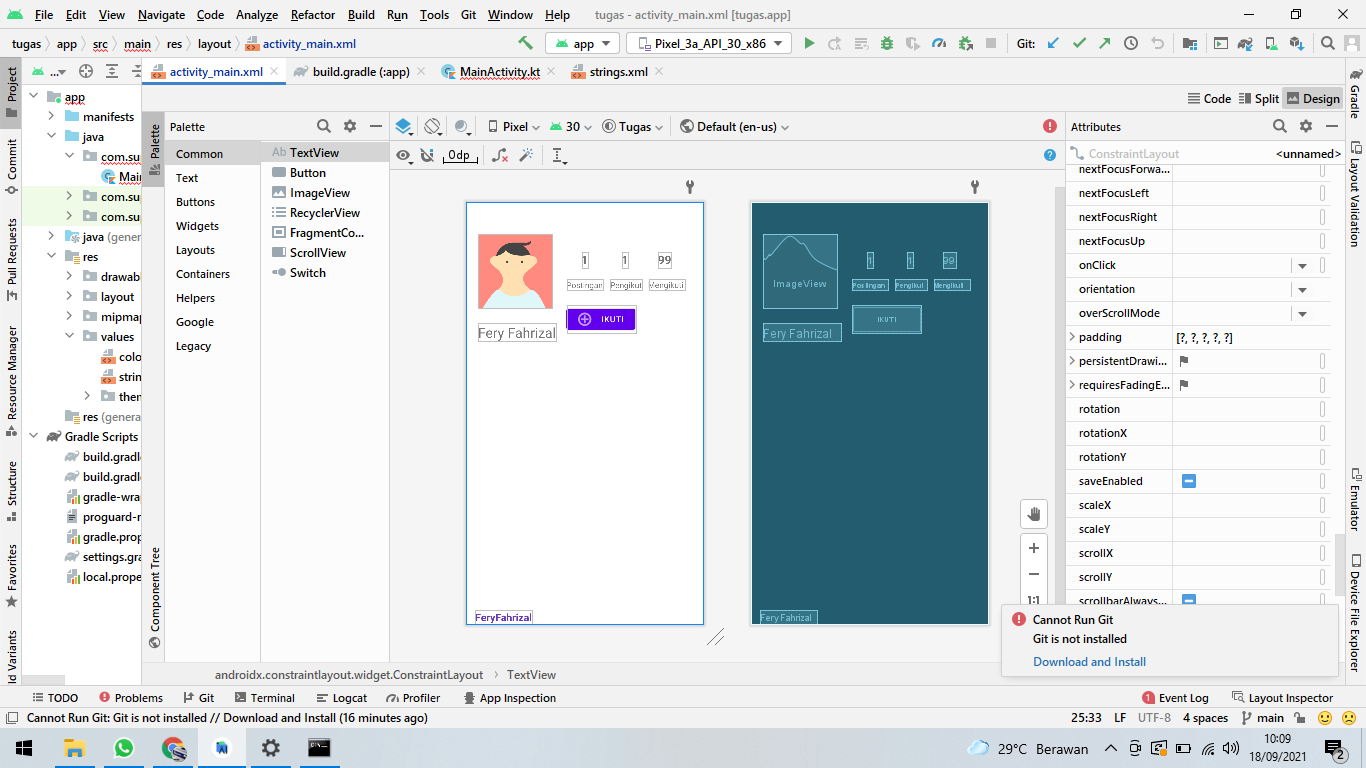 File Edit View Navigate Code Analyze Refactor Build Run Tools Git Window Help tugas - activity_main.xml [tugas.app]
tugas app src main res layout activity_main.xml app Pixel_3a_API_30_x86 Git:
Project ...
activity_main.xml build.gradle (:app) MainActivity.kt strings.xml
Code Split Design
app
manifests
java
com.su
Mai
com.su
com.su
java (gener
res
drawab
layout
mipma
values
colo
strin
the
res (genera
Gradle Scripts
build.gradl
build.gradl
gradle-wra
proguard-r
gradle.prop
settings.gra
local.prope
Commit
Pull Requests
Resource Manager
Structure
Favorites
ld Variants
Palette
Component Tree
Palette
Common
Text
Buttons
Widgets
Layouts
Containers
Helpers
Google
Legacy
Ab TextView
Button
ImageView
RecyclerView
FragmentCo...
ScrollView
Switch
Pixel 30 Tugas Default (en-us)
0dp
1 1 99
Postingan Pengikut Mengikuti
IKUTI
Fery Fahrizal
FeryFahrizal
1 1 99
ImageView
Postingan Pengikut Mengikuti
IKUTI
Fery Fahrizal
Fery Fahrizal
1:1
Attributes
ConstraintLayout <unnamed>
nextFocusForwa...
nextFocusLeft
nextFocusRight
nextFocusUp
onClick
orientation
overScrollMode
padding [?, ?, ?, ?, ?]
persistentDrawi...
requiresFadingE...
rotation
rotationX
rotationY
saveEnabled
scaleX
scaleY
scrollX
scrollY
scrollbarAlways...
Gradle
Layout Validation
Emulator
Device File Explorer
Cannot Run Git
Git is not installed
Download and Install
androidx.constraintlayout.widget.ConstraintLayout TextView
TODO Problems Git Terminal Logcat Profiler App Inspection 1 Event Log Layout Inspector
Cannot Run Git: Git is not installed // Download and Install (16 minutes ago) 25:33 LF UTF-8 4 spaces main
29°C Berawan 10:09
18/09/2021 2